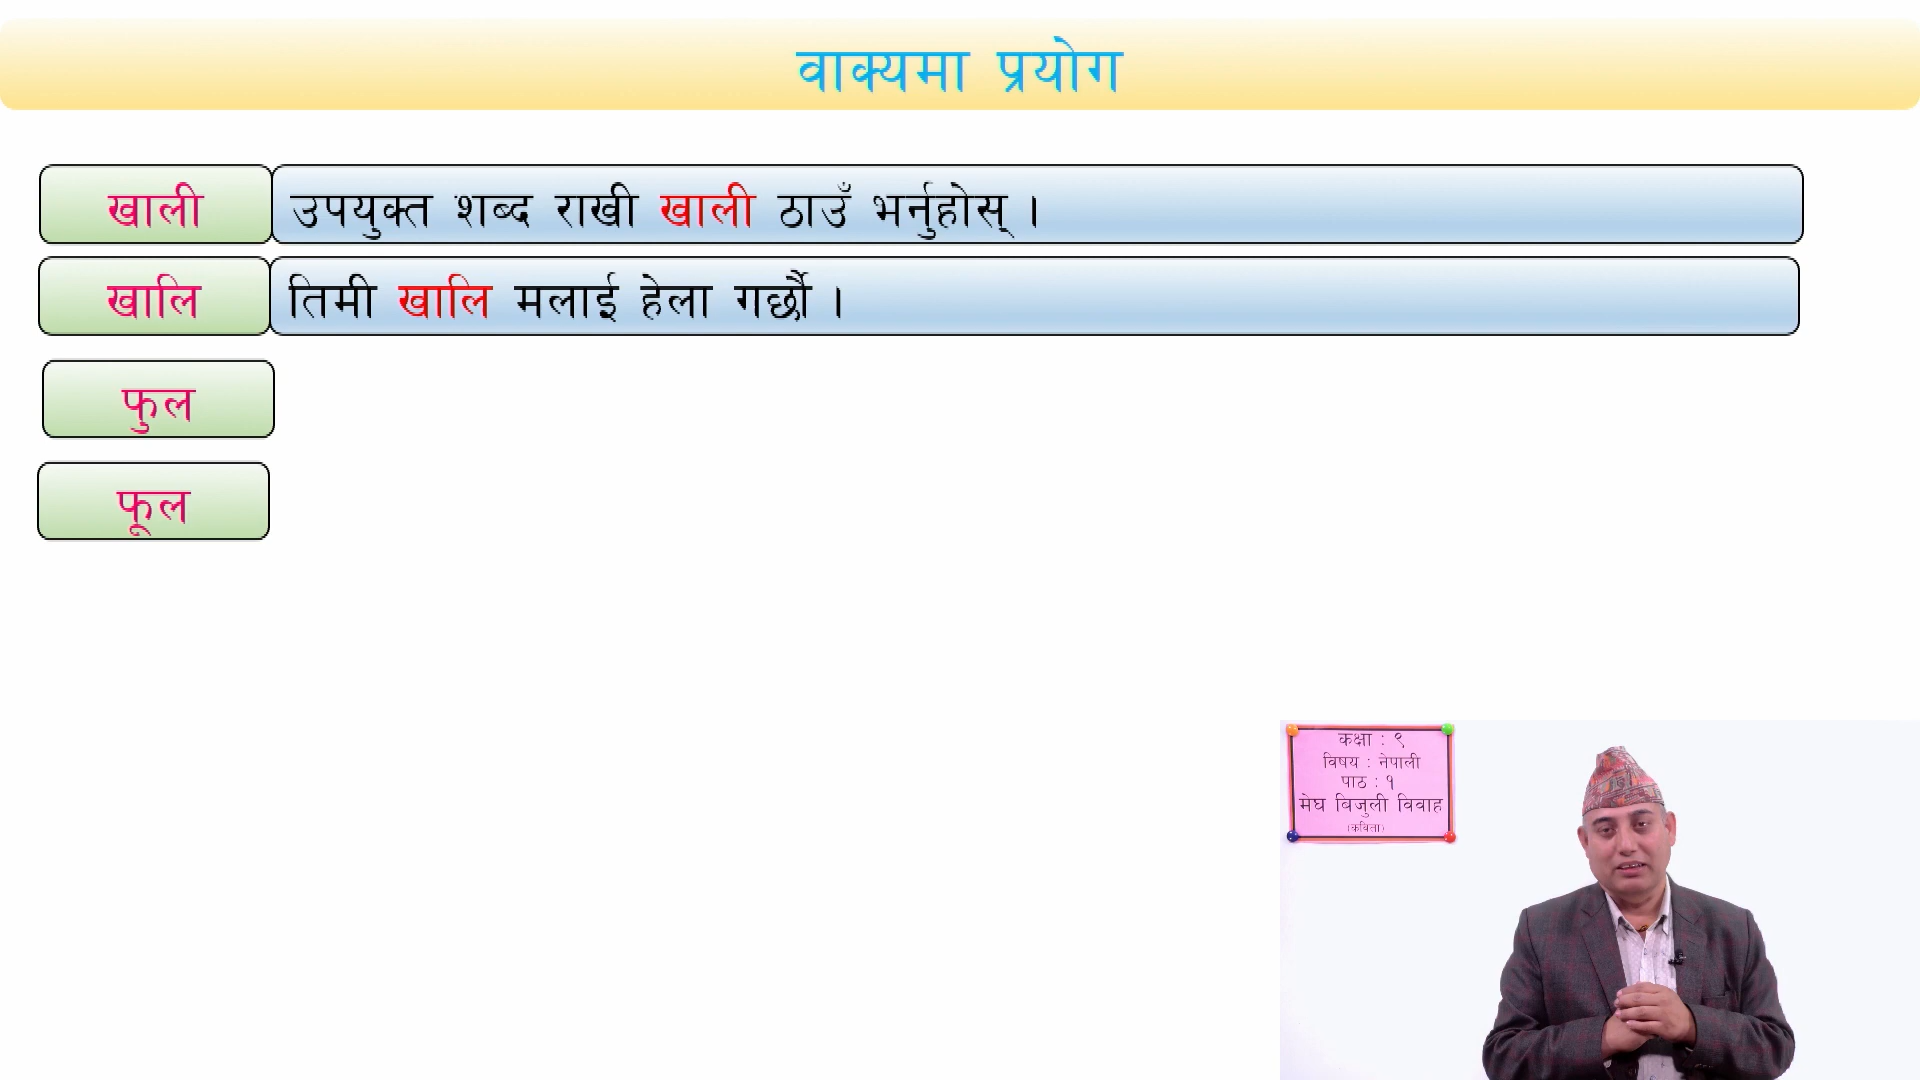 वाक्यमा प्रयोग
खाली उपयुक्त शब्द राखी खाली ठाउँ भर्नुहोस् ।
खालि तिमी खालि मलाई हेला गर्छौ ।
फुल
फूल
कक्षा : ९
विषय : नेपाली
पाठ : १
मेघ बिजुली विवाह
(कविता)